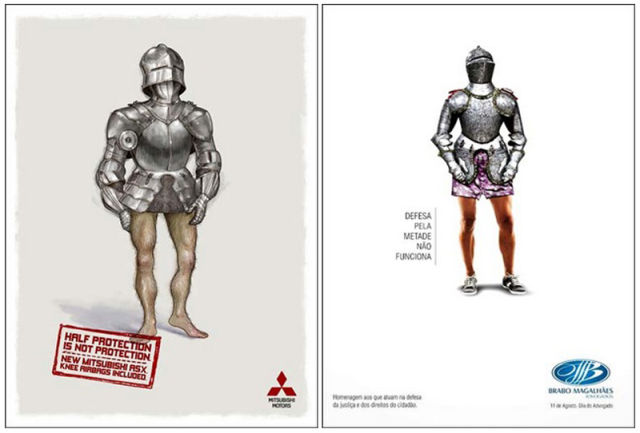 HALF PROTECTION
IS NOT PROTECTION.
NEW MITSUBISHI ASX.
KNEE AIRBAGS INCLUDED.
MITSUBISHI
MOTORS
DEFESA
PELA
METADE
NÃO
FUNCIONA
Homenagem aos que atuam na defesa
da justiça e dos direitos do cidadão.
BRABO MAGALHÃES
ADVOGADOS
11 de Agosto. Dia do Advogado